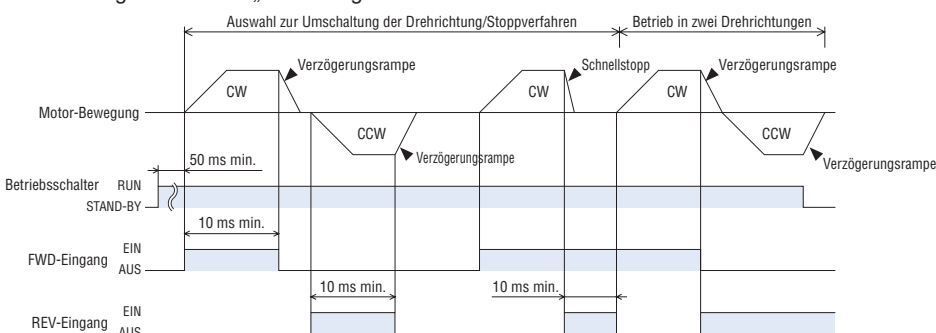 Auswahl zur Umschaltung der Drehrichtung/Stoppverfahren
Betrieb in zwei Drehrichtungen
Verzögerungsrampe
Schnellstopp
Verzögerungsrampe
CW
CW
CW
Motor-Bewegung
CCW
CCW
Verzögerungsrampe
Verzögerungsrampe
50 ms min.
Betriebsschalter
RUN
STAND-BY
10 ms min.
FWD-Eingang
EIN
AUS
10 ms min.
10 ms min.
REV-Eingang
EIN
AUS